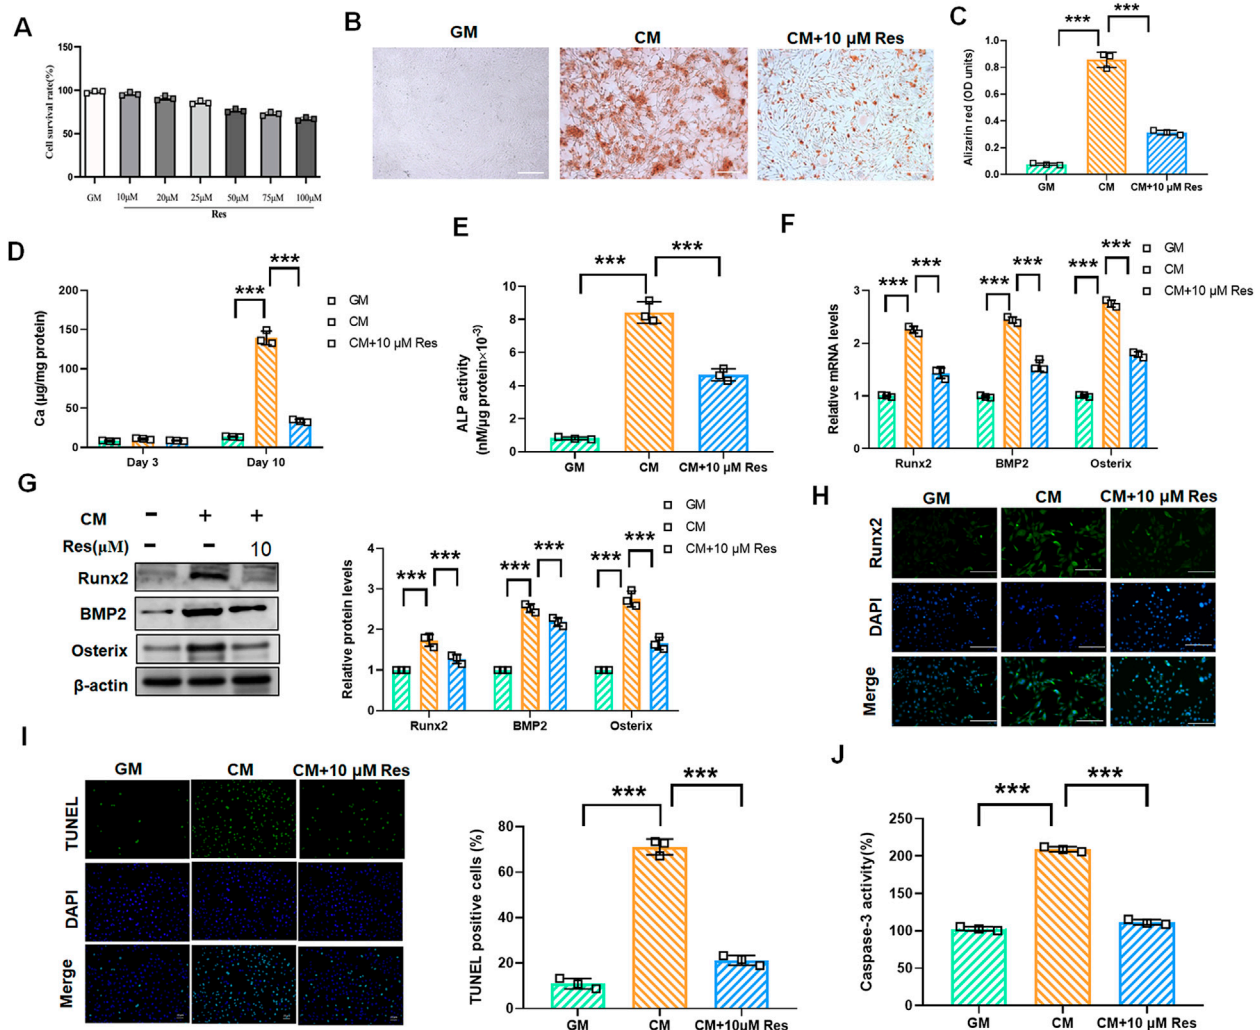 A
Cell survival rate(%)
150
100
50
0
GM 10μM 20μM 25μM 50μM 75μM 100μM
Res
B
GM CM CM+10 μM Res
C
*** ***
Alizarin red (OD units)
1.0
0.8
0.6
0.4
0.2
0.0
GM CM CM+10 μM Res
D
Ca (μg/mg protein)
200
150
100
50
0
***
***
GM
CM
CM+10 μM Res
Day 3 Day 10
E
ALP activity
(nM/μg protein×10⁻³)
10
8
6
4
2
0
*** ***
GM CM CM+10 μM Res
F
Relative mRNA levels
3
2
1
0
*** *** *** *** *** ***
GM
CM
CM+10 μM Res
Runx2 BMP2 Osterix
G
CM − + +
Res(μM) − − 10
Runx2
BMP2
Osterix
β-actin
Relative protein levels
4
3
2
1
0
*** *** *** *** *** ***
GM
CM
CM+10 μM Res
Runx2 BMP2 Osterix
H
GM CM CM+10 μM Res
Runx2
DAPI
Merge
I
GM CM CM+10 μM Res
TUNEL
DAPI
Merge
TUNEL positive cells (%)
80
60
40
20
0
*** ***
GM CM CM+10μM Res
J
Caspase-3 activity(%)
250
200
150
100
50
0
*** ***
GM CM CM+10 μM Res